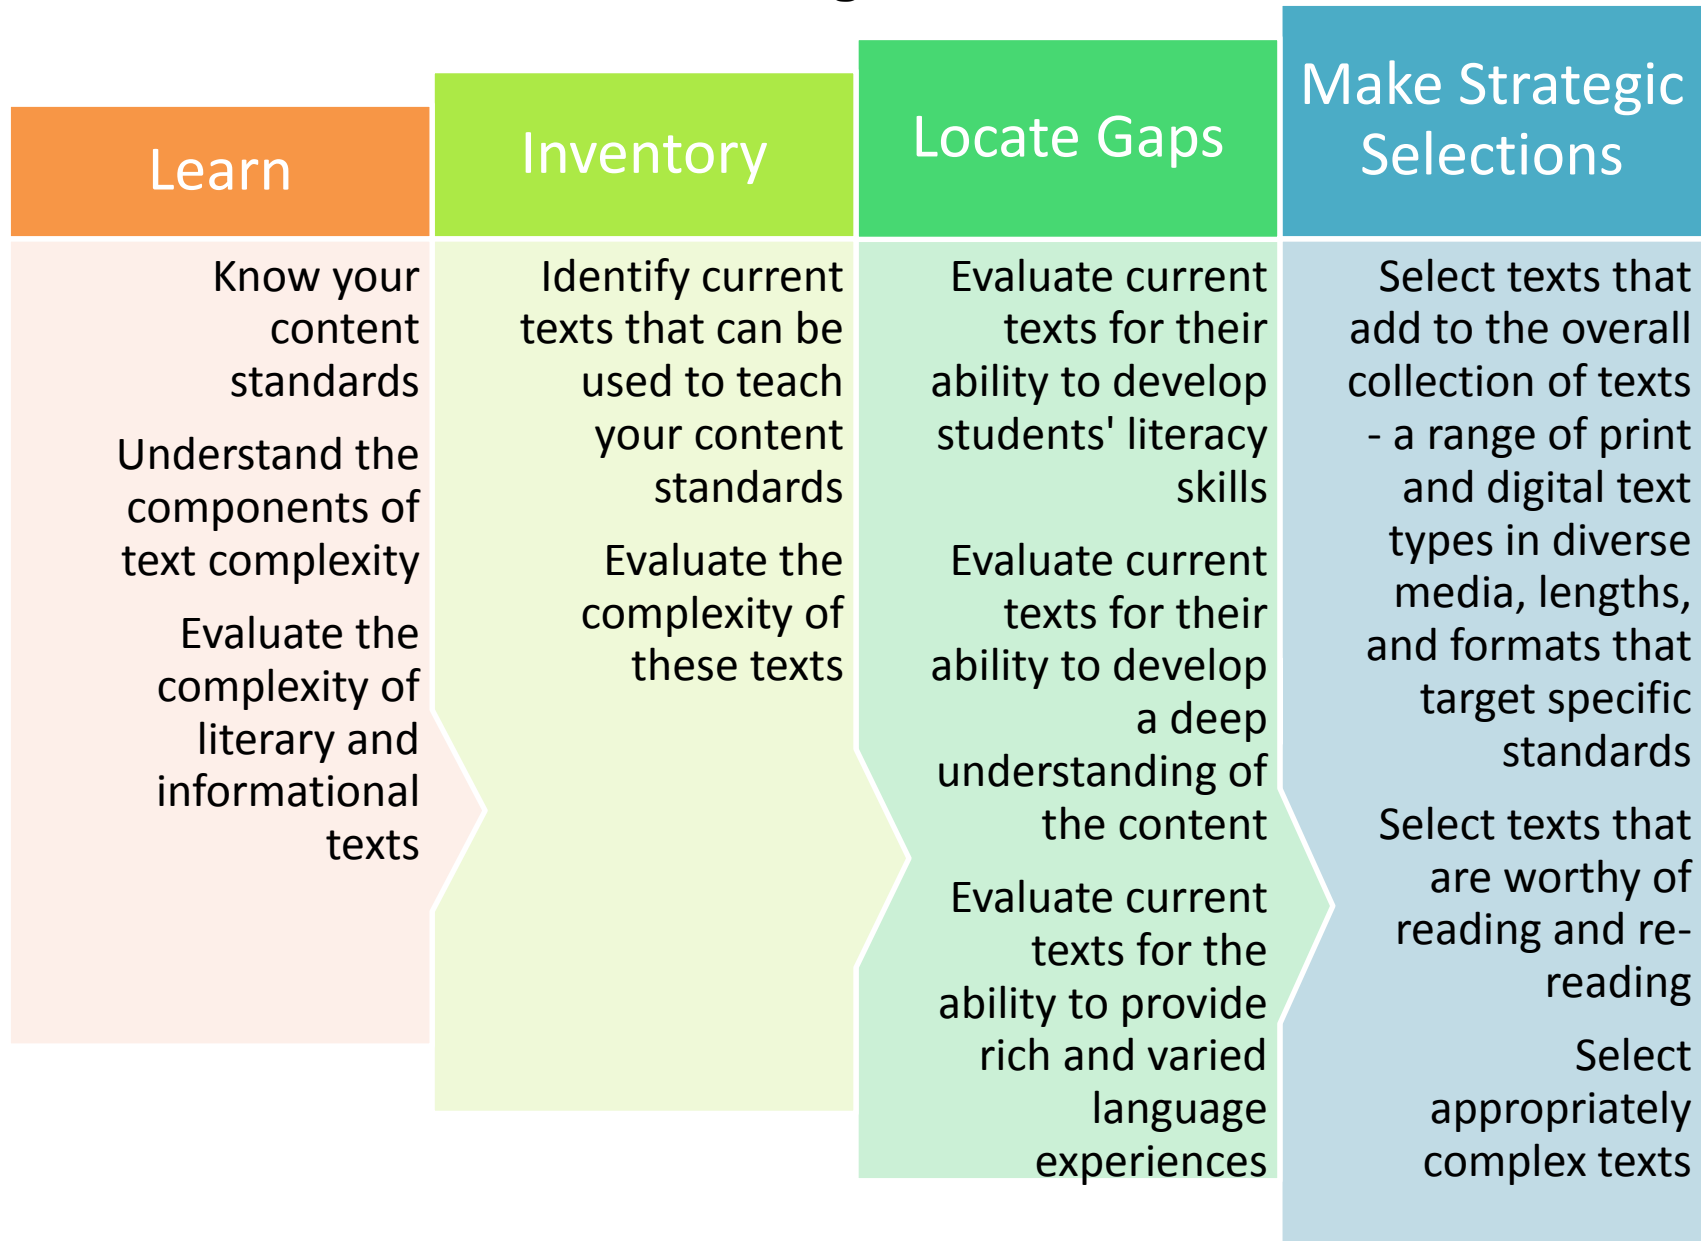 Learn
Know your
content
standards
Understand the
components of
text complexity
Evaluate the
complexity of
literary and
informational
texts
Inventory
Identify current
texts that can be
used to teach
your content
standards
Evaluate the
complexity of
these texts
Locate Gaps
Evaluate current
texts for their
ability to develop
students' literacy
skills
Evaluate current
texts for their
ability to develop
a deep
understanding of
the content
Evaluate current
texts for the
ability to provide
rich and varied
language
experiences
Make Strategic
Selections
Select texts that
add to the overall
collection of texts
- a range of print
and digital text
types in diverse
media, lengths,
and formats that
target specific
standards
Select texts that
are worthy of
reading and re-
reading
Select
appropriately
complex texts